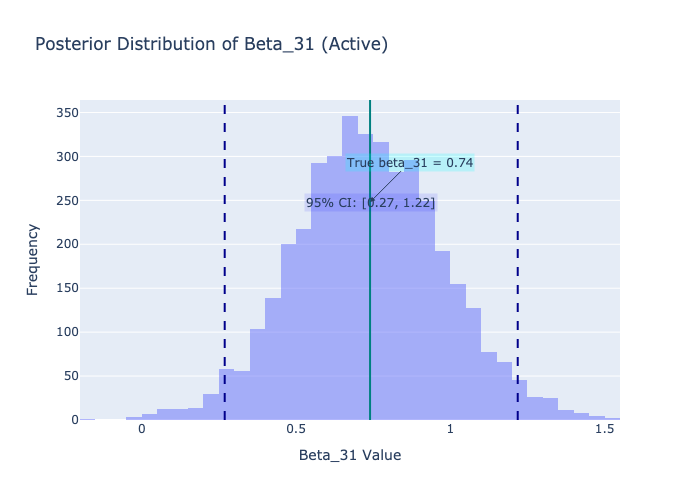 Posterior Distribution of Beta_31 (Active)
350
300
250
200
150
100
50
0
Frequency
True beta_31 = 0.74
95% CI: [0.27, 1.22]
0
0.5
1
1.5
Beta_31 Value